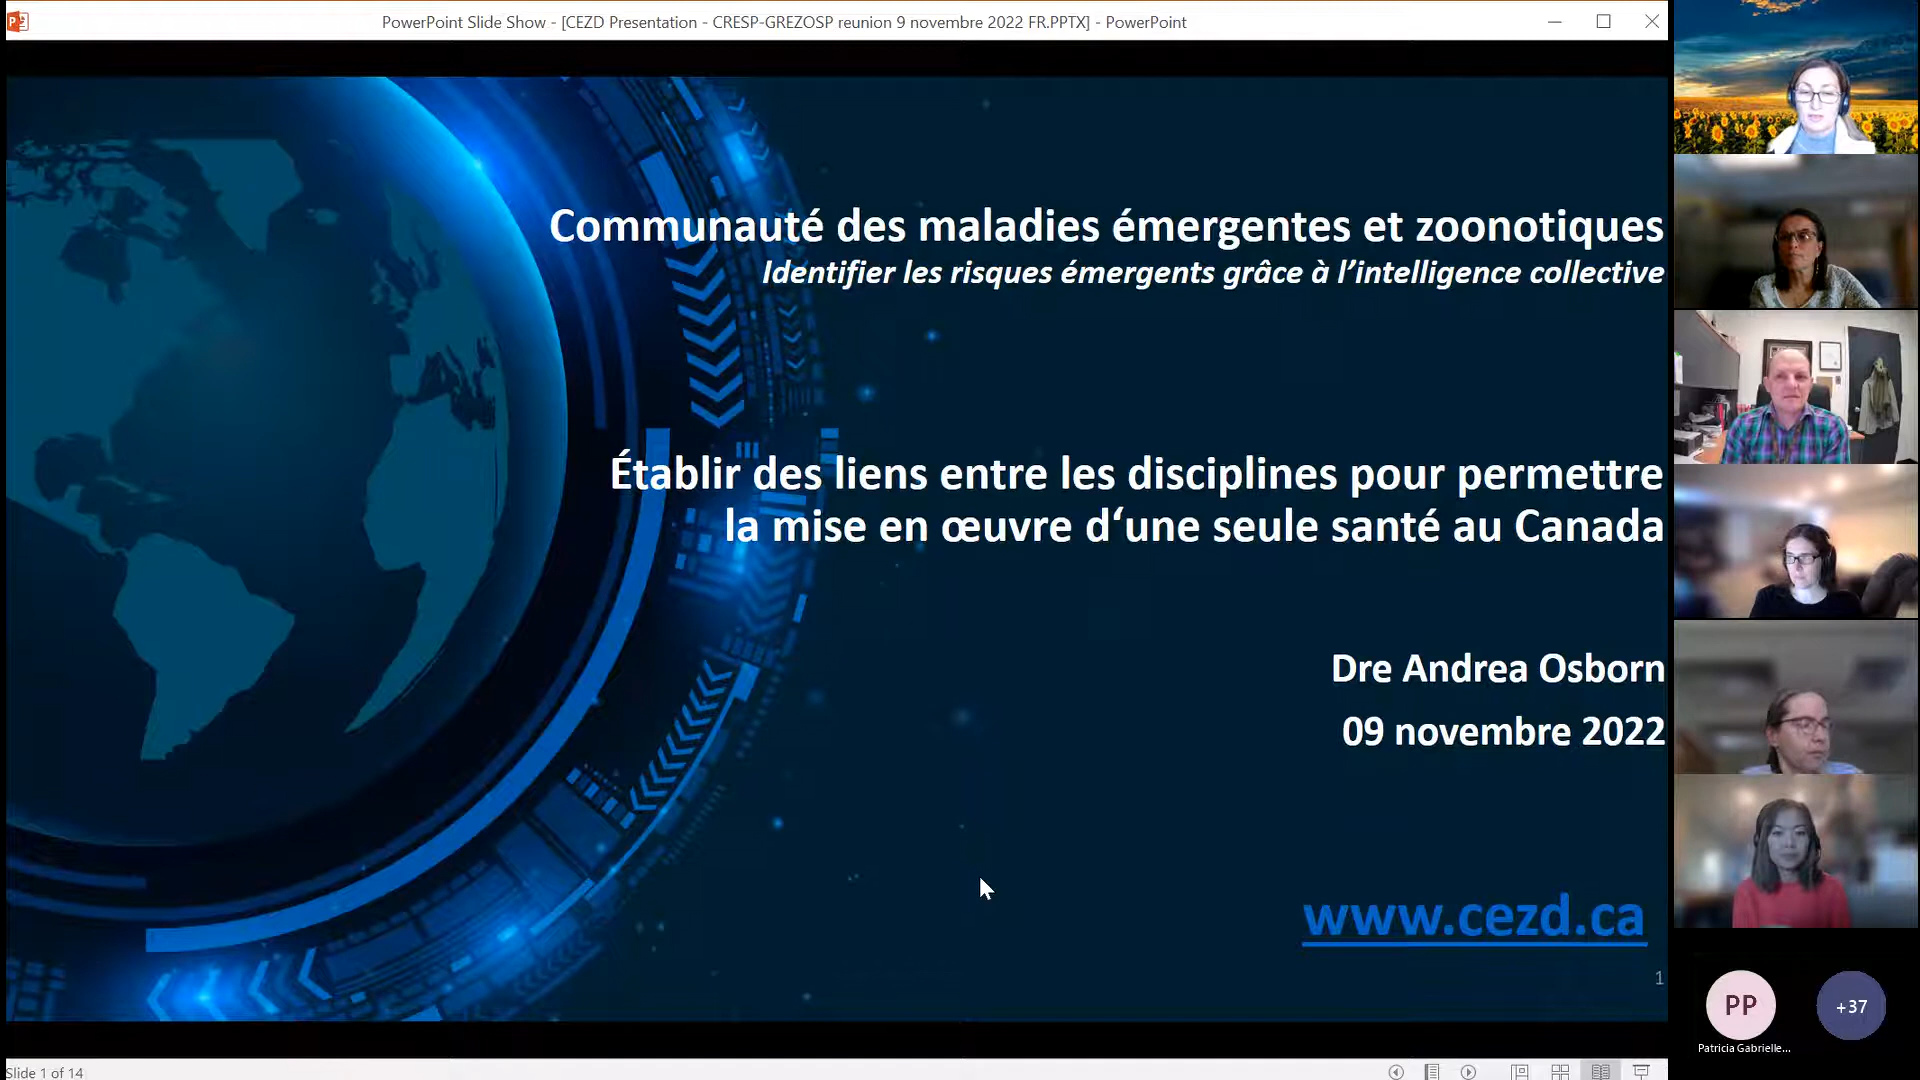 PowerPoint Slide Show - [CEZD Presentation - CRESP-GREZOSP reunion 9 novembre 2022 FR.PPTX] - PowerPoint
Communauté des maladies émergentes et zoonotiques
Identifier les risques émergents grâce à l’intelligence collective
Établir des liens entre les disciplines pour permettre
la mise en œuvre d‘une seule santé au Canada
Dre Andrea Osborn
09 novembre 2022
www.cezd.ca
1
PP
+37
Patricia Gabrielle...
Slide 1 of 14